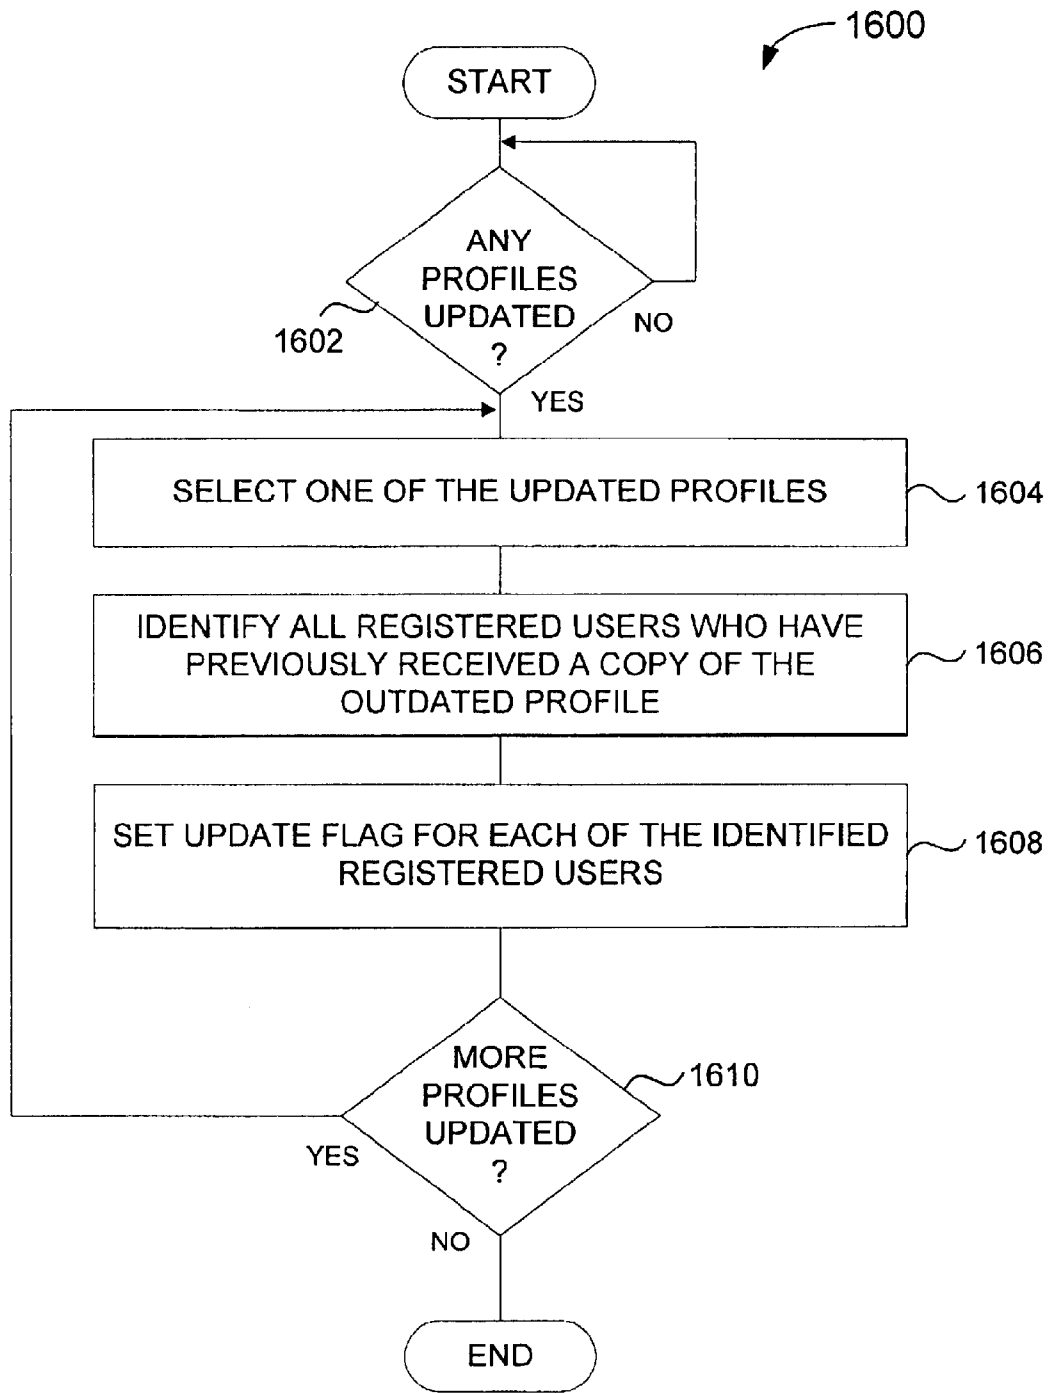 1600
START
ANY
PROFILES
UPDATED
?
1602
NO
YES
SELECT ONE OF THE UPDATED PROFILES
1604
IDENTIFY ALL REGISTERED USERS WHO HAVE
PREVIOUSLY RECEIVED A COPY OF THE
OUTDATED PROFILE
1606
SET UPDATE FLAG FOR EACH OF THE IDENTIFIED
REGISTERED USERS
1608
MORE
PROFILES
UPDATED
?
1610
YES
NO
END